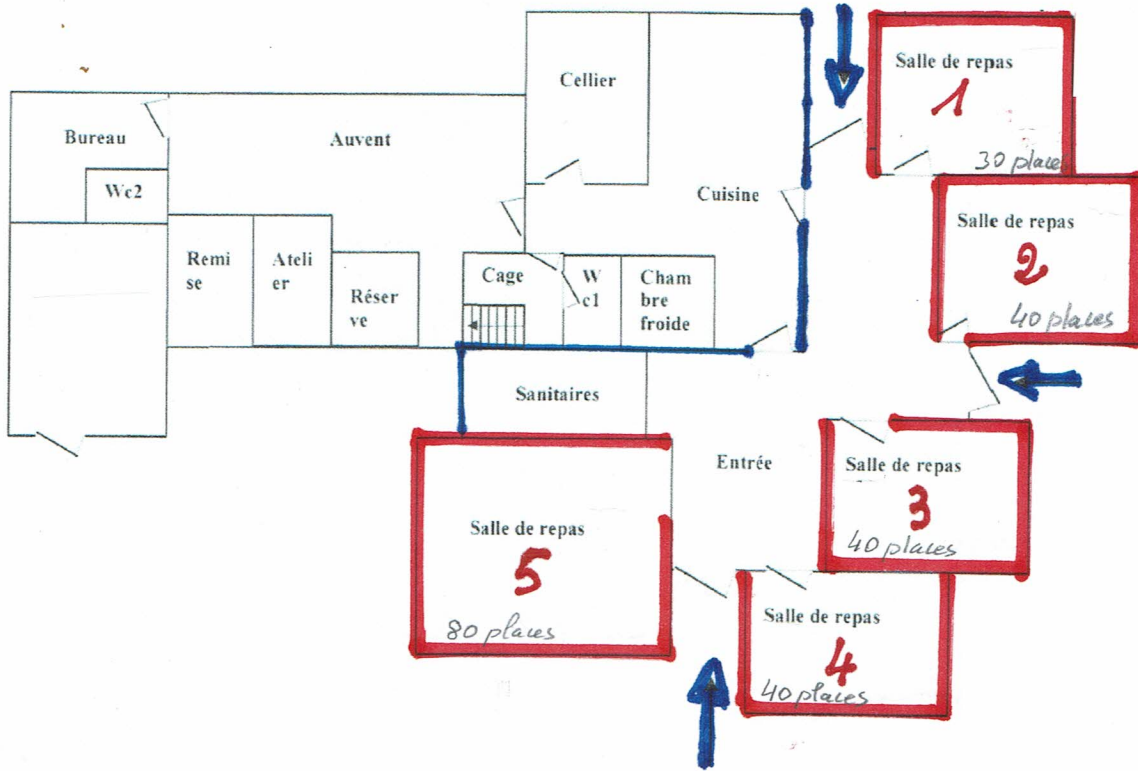 Cellier
Salle de repas
1
30 places
Bureau
Auvent
Wc2
Cuisine
Salle de repas
2
40 places
Remi
se
Ateli
er
Réser
ve
Cage
W
c1
Cham
bre
froide
Sanitaires
Entrée
Salle de repas
3
40 places
Salle de repas
5
80 places
Salle de repas
4
40 places